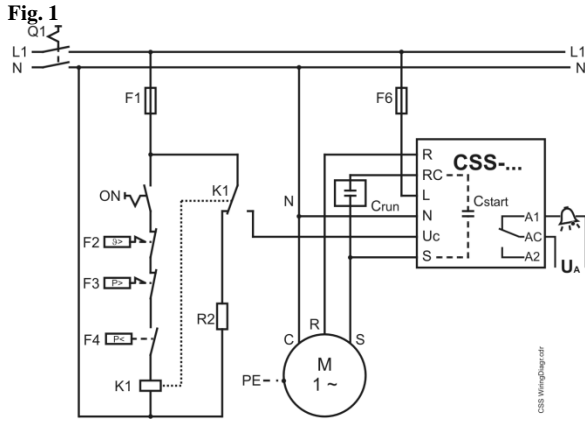 Fig. 1
Q1
L1
L1
N
N
F1
F6
R
CSS-...
RC
ON
K1
L
Crun
Cstart
N
N
A1
F2
ϑ>
Uc
AC
F3
P>
S
A2
UA
R2
R
F4
P<
C
S
M
K1
PE
1 ~
CSS WiringDiagr.cdr